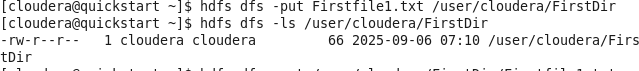 [cloudera@quickstart ~]$ hdfs dfs -put Firstfile1.txt /user/cloudera/FirstDir
[cloudera@quickstart ~]$ hdfs dfs -ls /user/cloudera/FirstDir
-rw-r--r--   1 cloudera cloudera         66 2025-09-06 07:10 /user/cloudera/Firs
tDir